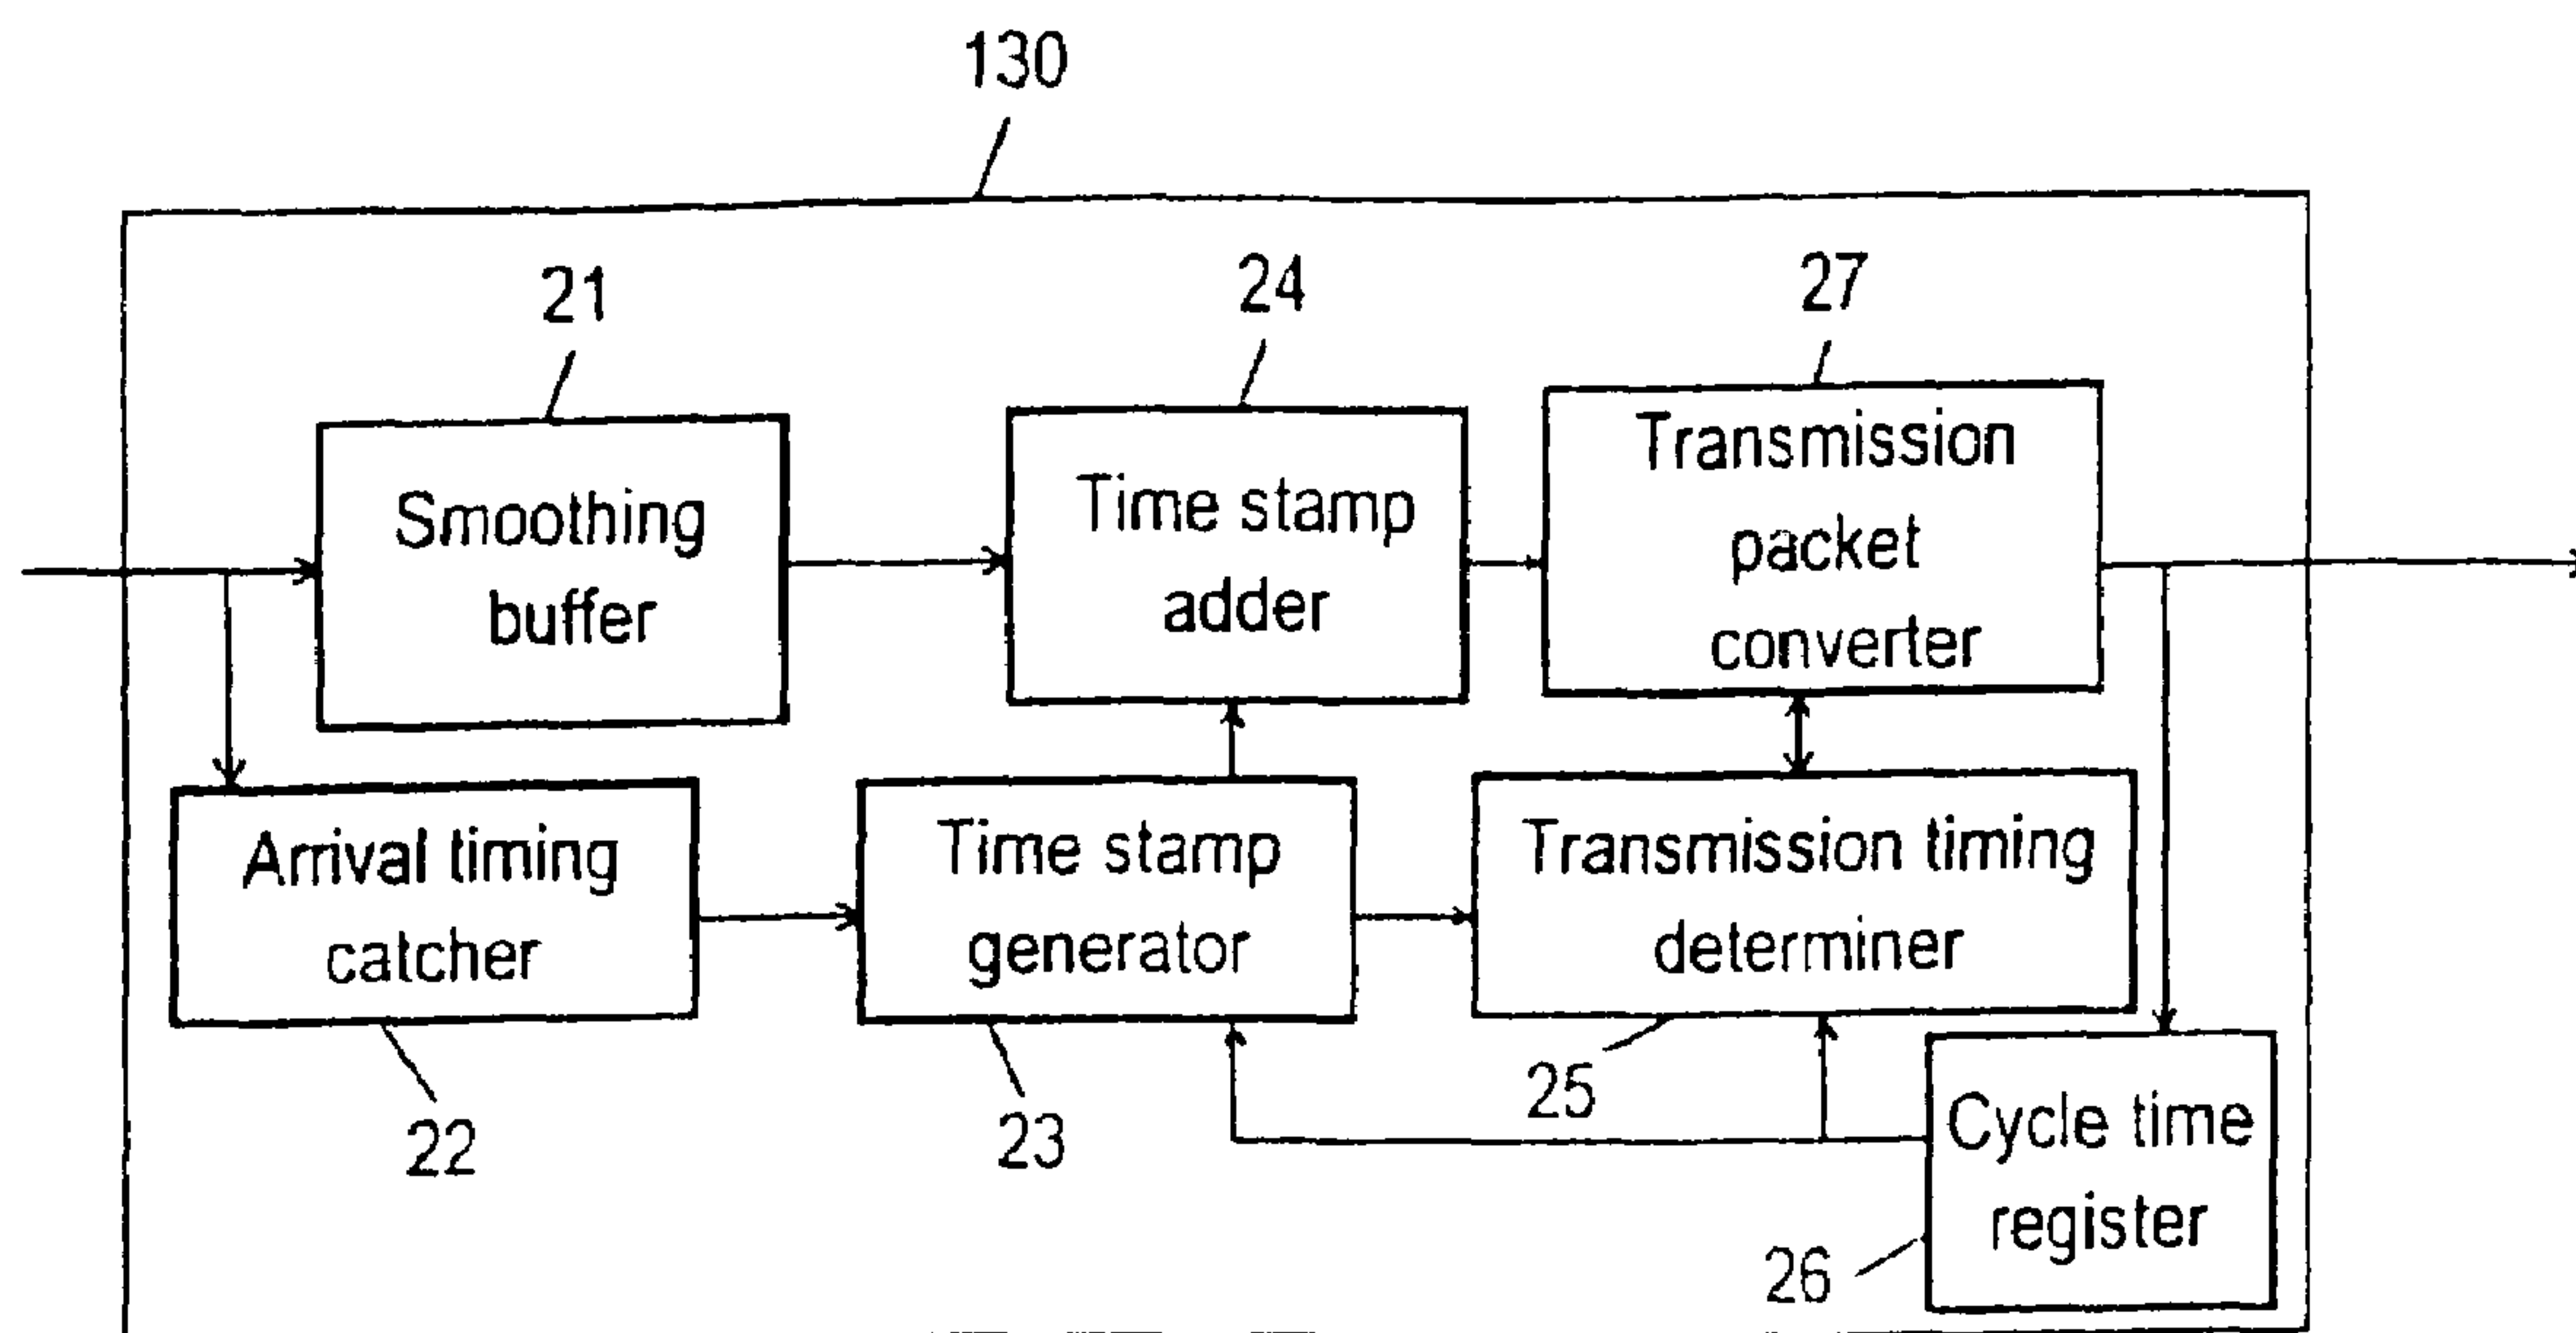 130
21
24
27
Smoothing
buffer
Time stamp
adder
Transmission
packet
converter
Arrival timing
catcher
Time stamp
generator
Transmission timing
determiner
22
23
25
Cycle time
register
26